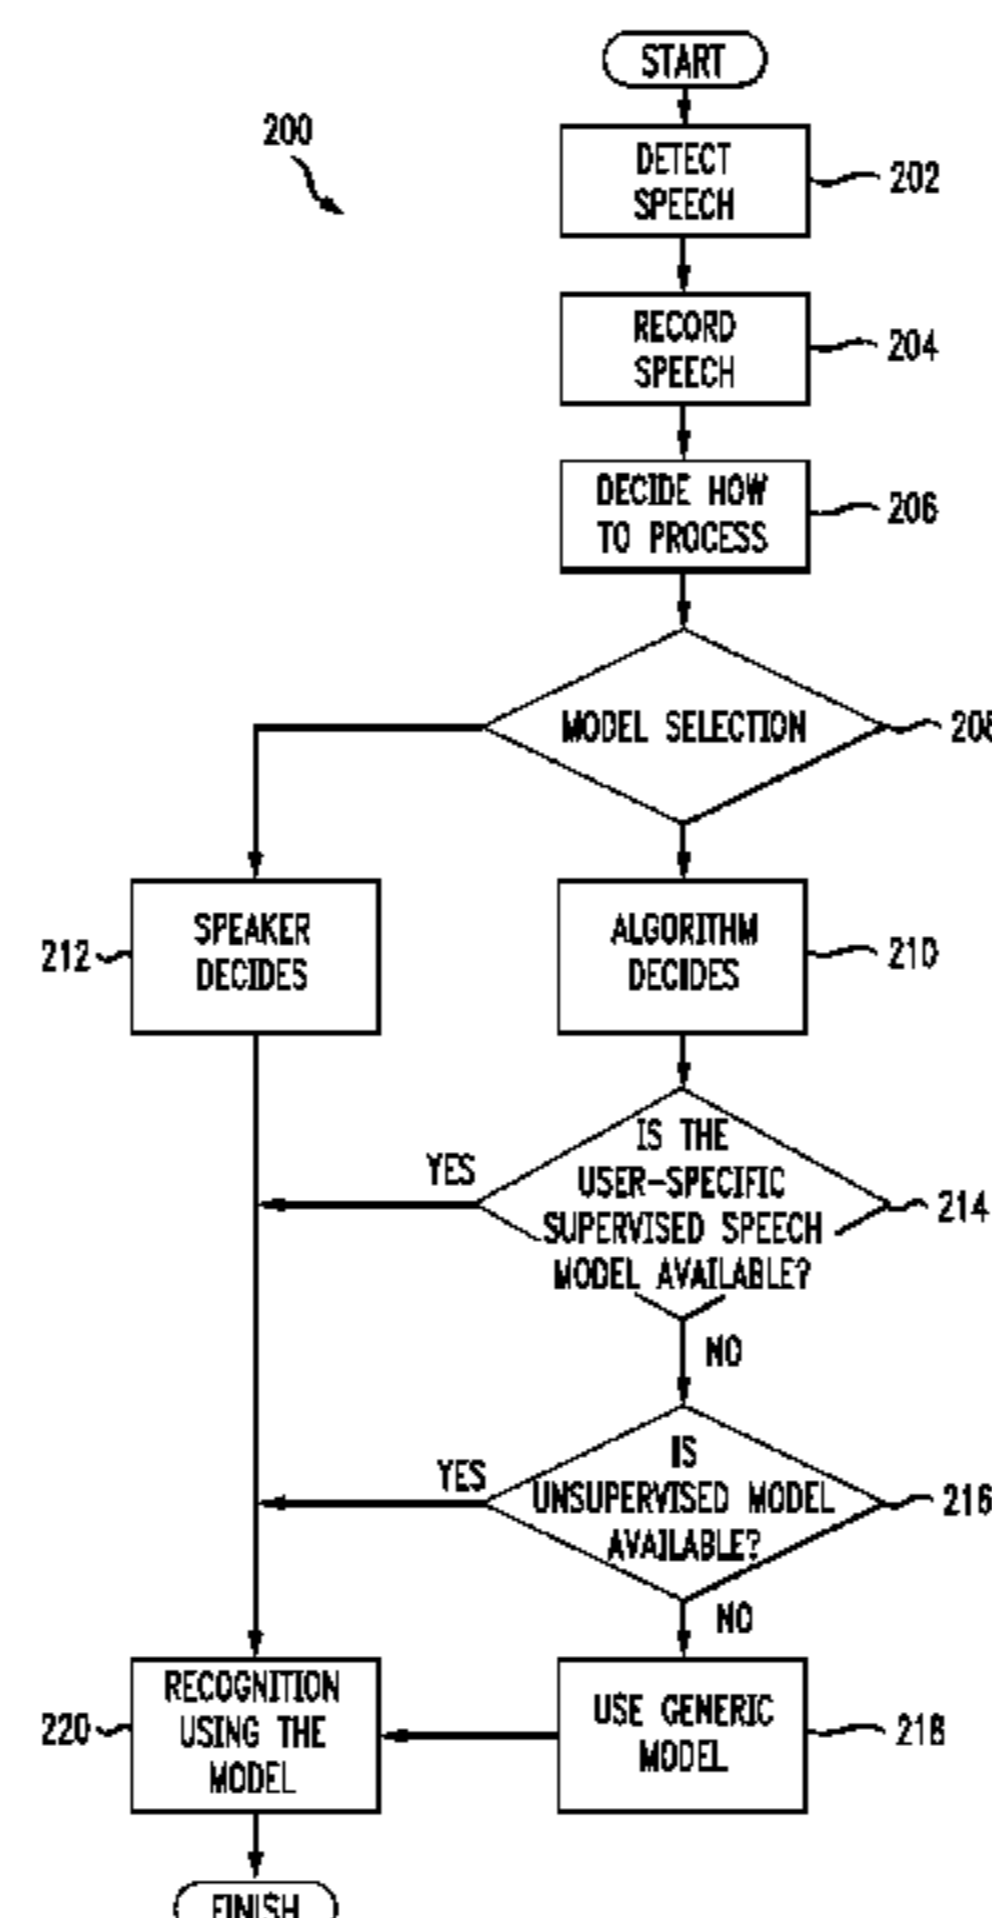 START
200
DETECT
SPEECH
202
RECORD
SPEECH
204
DECIDE HOW
TO PROCESS
206
MODEL SELECTION
208
SPEAKER
DECIDES
212
ALGORITHM
DECIDES
210
IS THE
USER-SPECIFIC
SUPERVISED SPEECH
MODEL AVAILABLE?
214
YES
NO
IS
UNSUPERVISED MODEL
AVAILABLE?
216
YES
NO
RECOGNITION
USING THE
MODEL
220
USE GENERIC
MODEL
218
FINISH